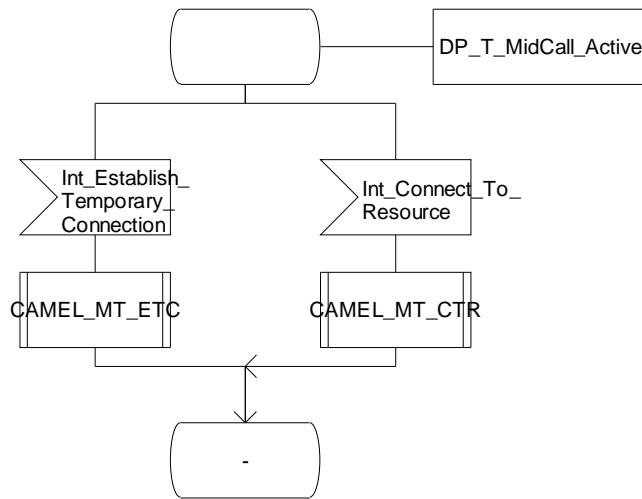 DP_T_MidCall_Active
Int_Establish_
Temporary_
Connection
Int_Connect_To_
Resource
CAMEL_MT_ETC
CAMEL_MT_CTR
-